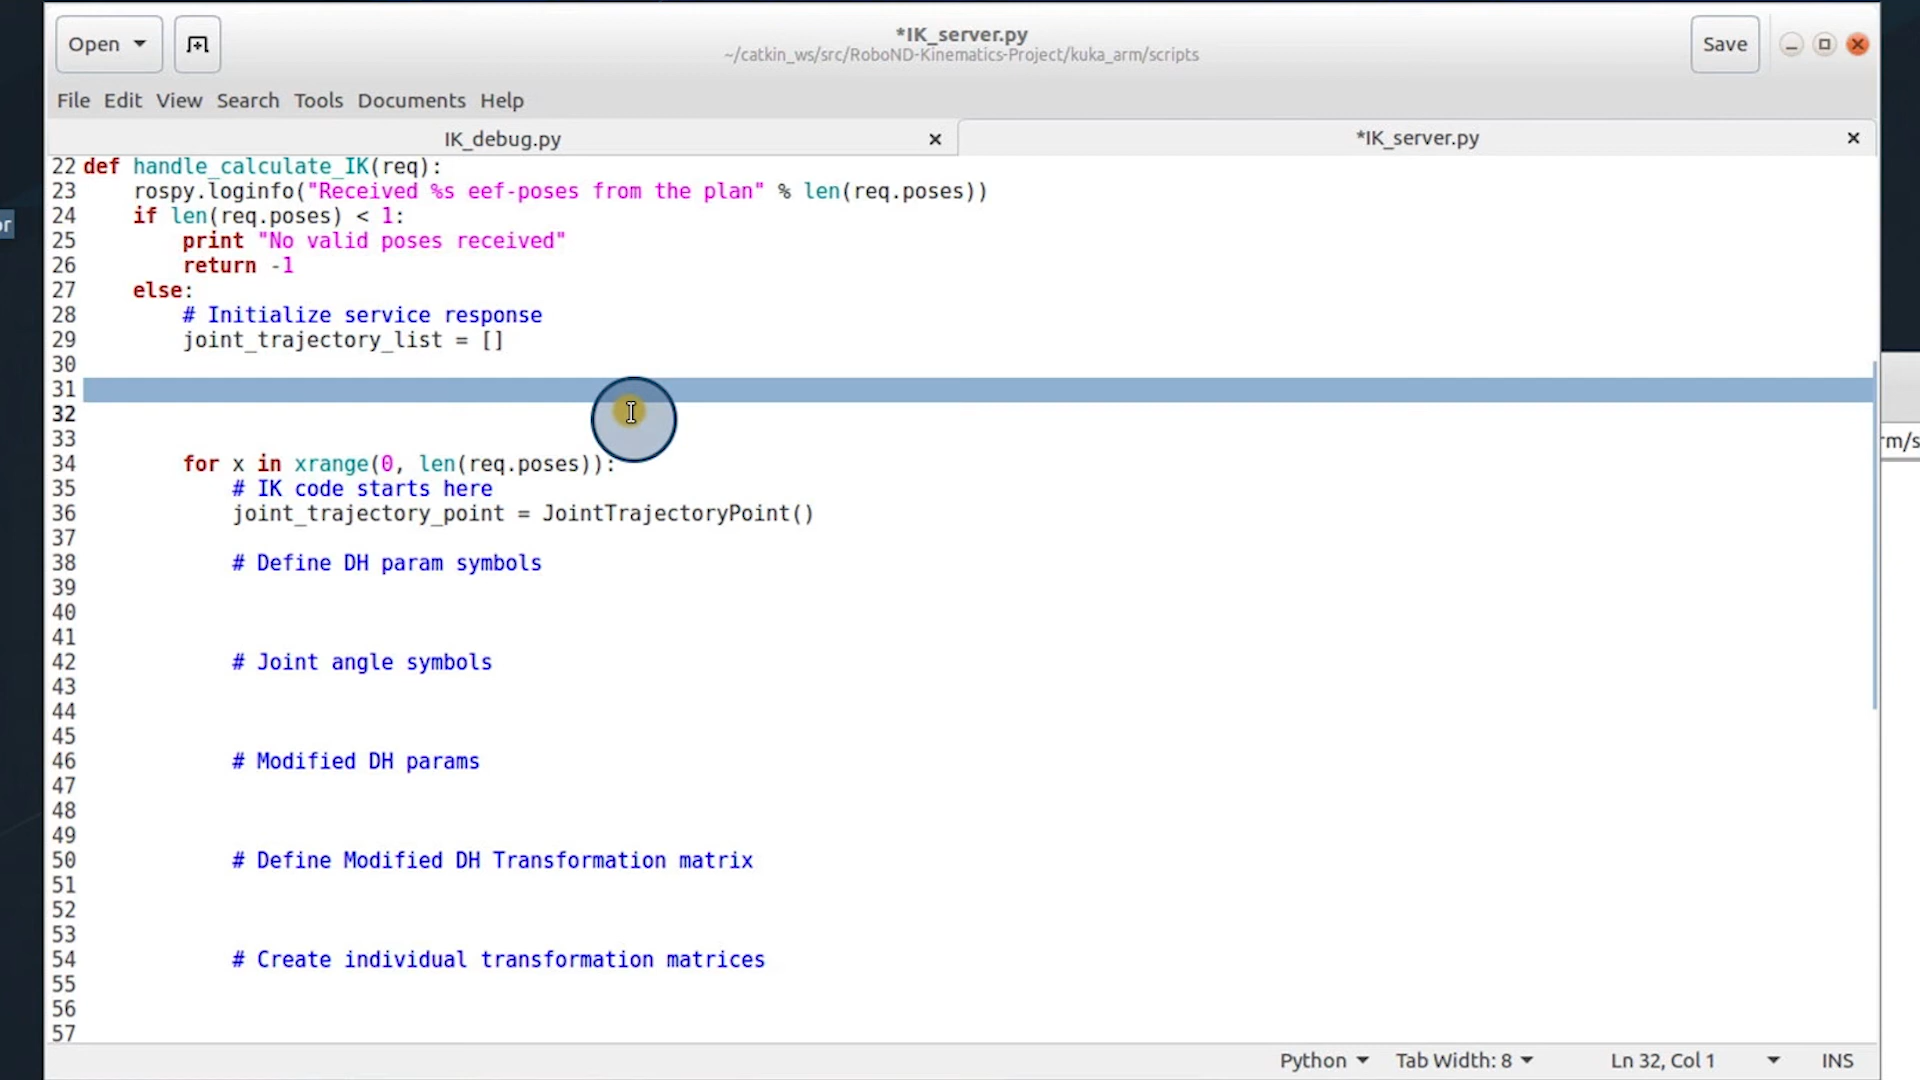 Open
*IK_server.py
~/catkin_ws/src/RoboND-Kinematics-Project/kuka_arm/scripts
Save
File Edit View Search Tools Documents Help
IK_debug.py
*IK_server.py
or
22 def handle_calculate_IK(req):
23 rospy.loginfo("Received %s eef-poses from the plan" % len(req.poses))
24 if len(req.poses) < 1:
25 print "No valid poses received"
26 return -1
27 else:
28 # Initialize service response
29 joint_trajectory_list = []
30
31
32
33
rm/s
34 for x in xrange(0, len(req.poses)):
35 # IK code starts here
36 joint_trajectory_point = JointTrajectoryPoint()
37
38 # Define DH param symbols
39
40
41
42 # Joint angle symbols
43
44
45
46 # Modified DH params
47
48
49
50 # Define Modified DH Transformation matrix
51
52
53
54 # Create individual transformation matrices
55
56
57
Python Tab Width: 8 Ln 32, Col 1 INS